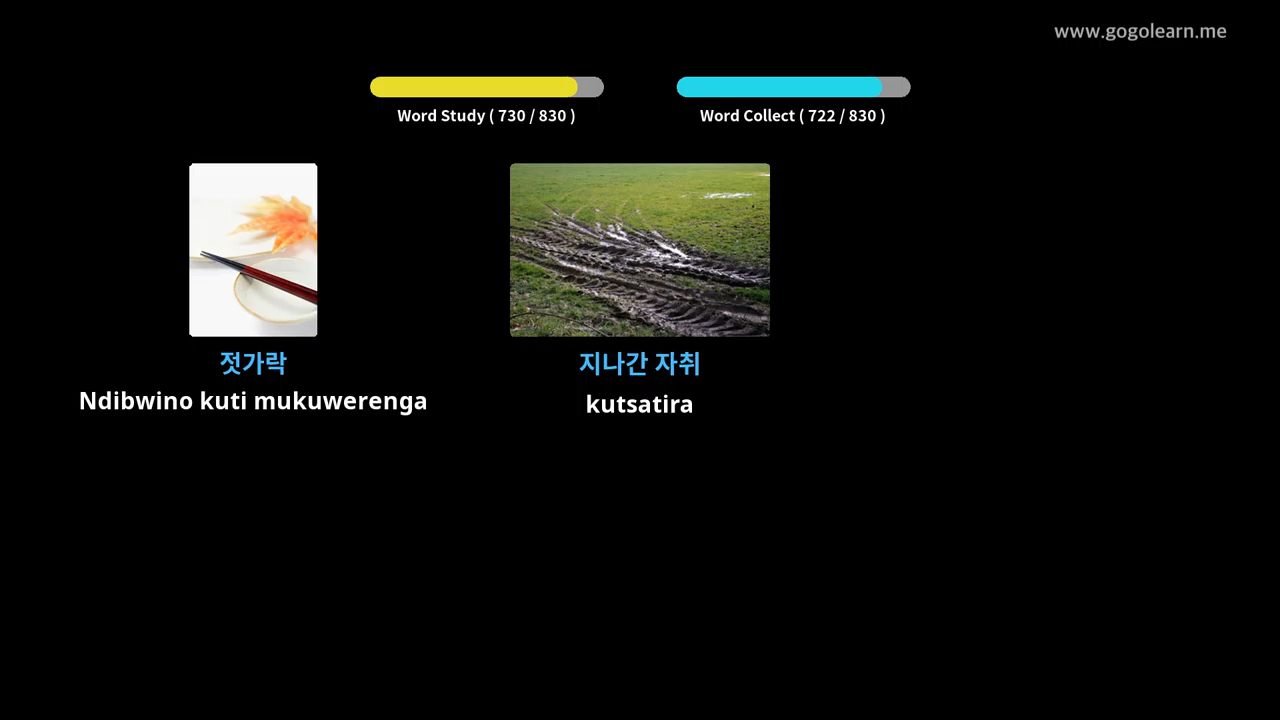 www.gogolearn.me
Word Study ( 730 / 830 )
Word Collect ( 722 / 830 )
젓가락
Ndibwino kuti mukuwerenga
지나간 자취
kutsatira